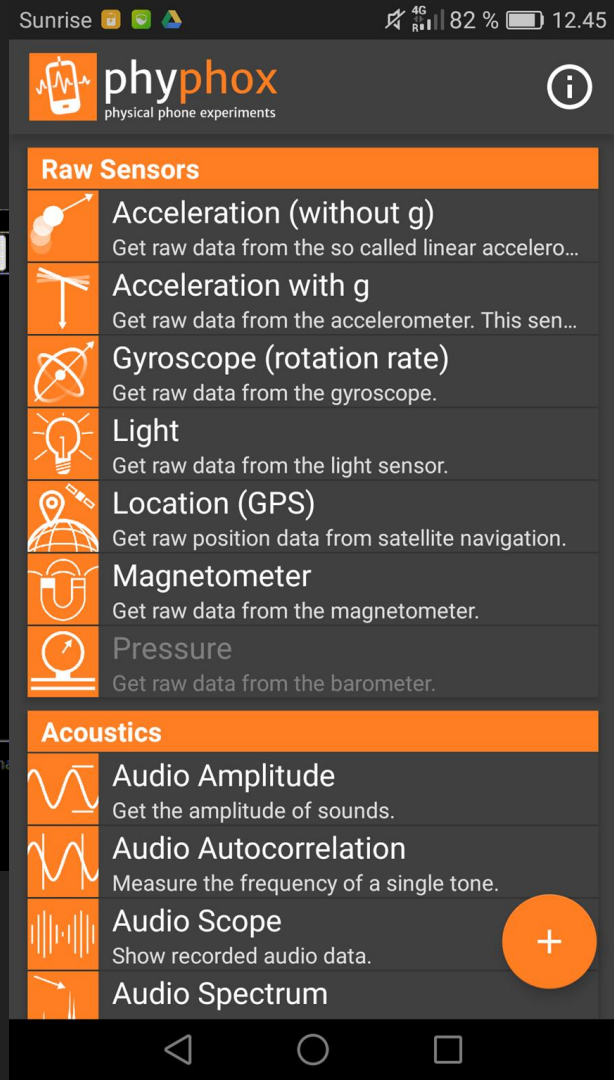 Sunrise 4G R 82 % 12.45
phyphox
physical phone experiments
Raw Sensors
Acceleration (without g)
Get raw data from the so called linear accelero...
Acceleration with g
Get raw data from the accelerometer. This sen...
Gyroscope (rotation rate)
Get raw data from the gyroscope.
Light
Get raw data from the light sensor.
Location (GPS)
Get raw position data from satellite navigation.
Magnetometer
Get raw data from the magnetometer.
Pressure
Get raw data from the barometer.
Acoustics
Audio Amplitude
Get the amplitude of sounds.
Audio Autocorrelation
Measure the frequency of a single tone.
Audio Scope
Show recorded audio data.
Audio Spectrum